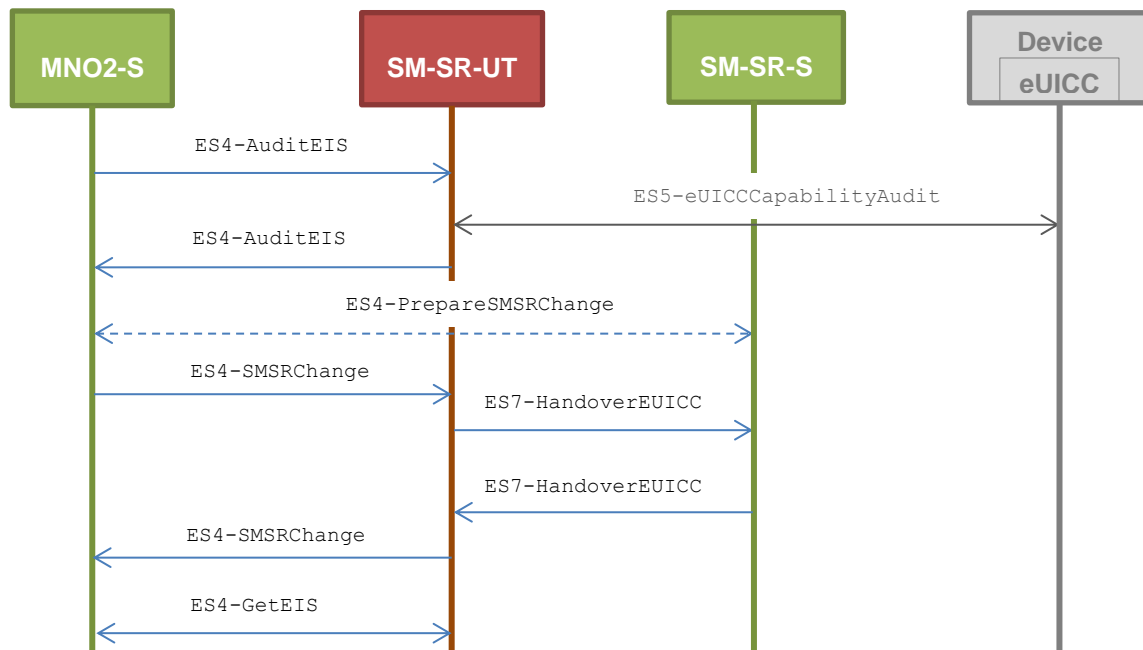 MNO2-S
SM-SR-UT
SM-SR-S
Device
eUICC
ES4-AuditEIS
ES5-eUICCCapabilityAudit
ES4-AuditEIS
ES4-PrepareSMSRChange
ES4-SMSRChange
ES7-HandoverEUICC
ES7-HandoverEUICC
ES4-SMSRChange
ES4-GetEIS